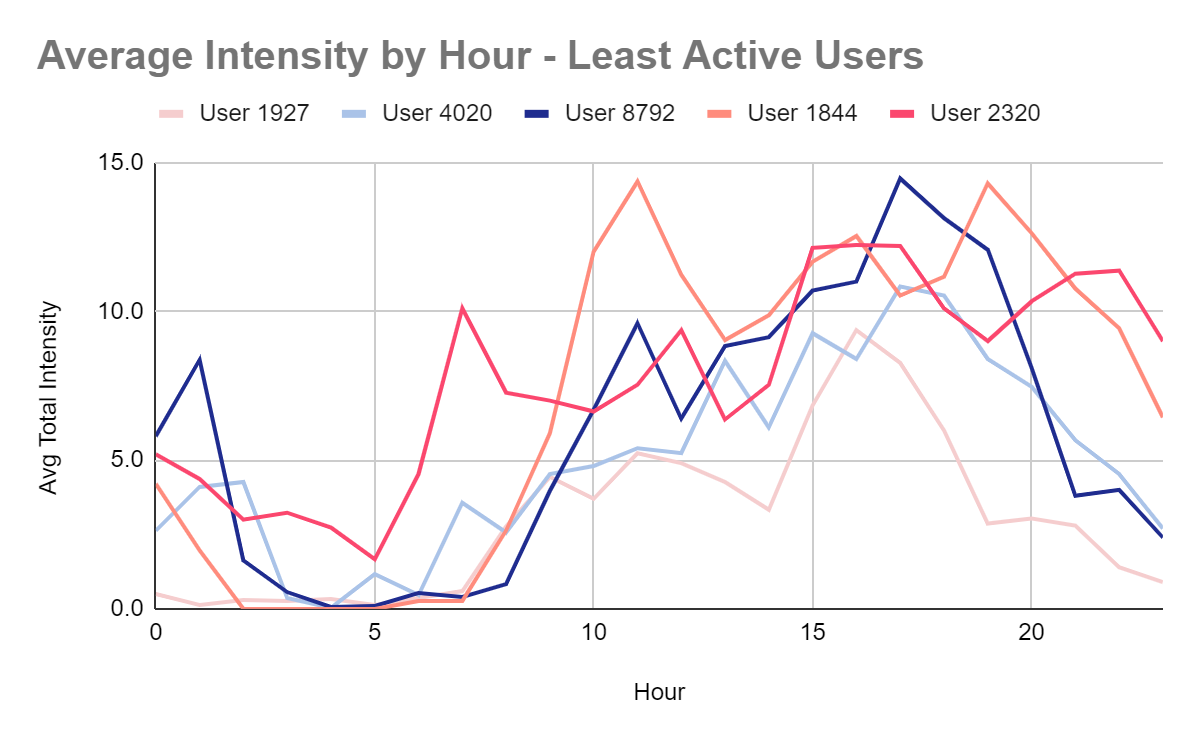 Average Intensity by Hour - Least Active Users
User 1927 User 4020 User 8792 User 1844 User 2320
Avg Total Intensity
15.0
10.0
5.0
0.0
0 5 10 15 20
Hour